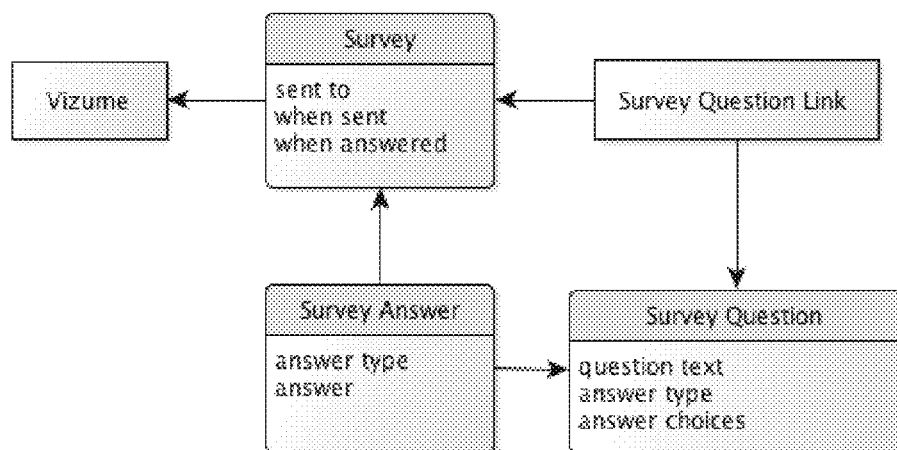 Survey
sent to
when sent
when answered
Vizume
Survey Question Link
Survey Answer
answer type
answer
Survey Question
question text
answer type
answer choices